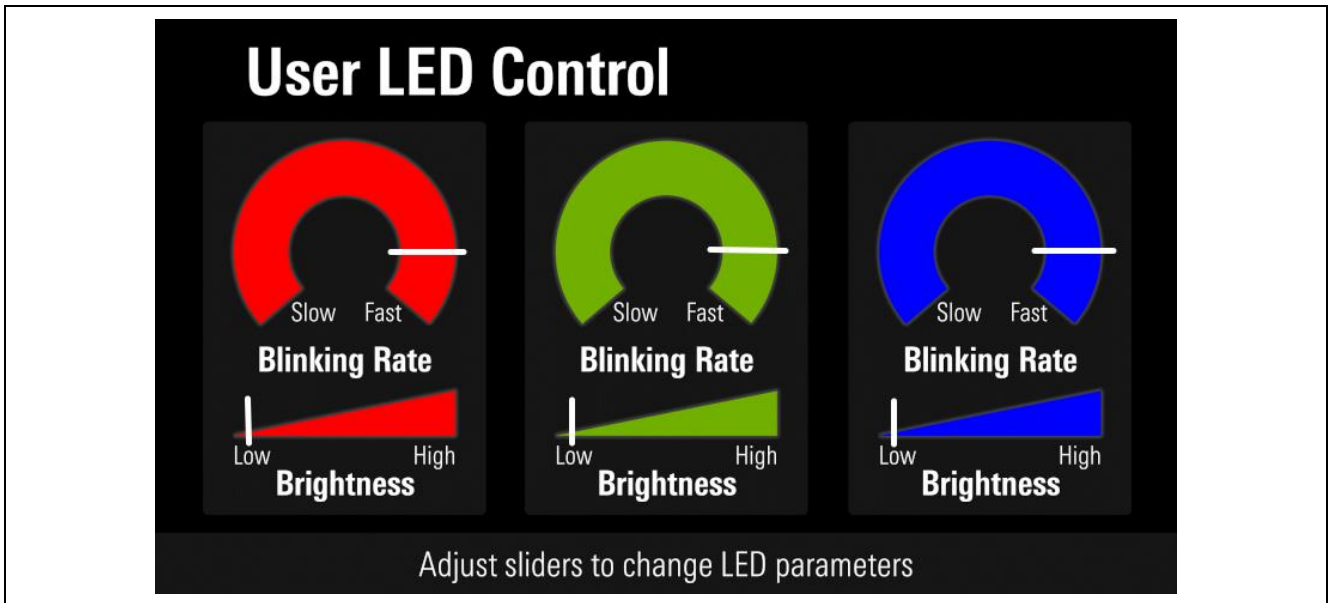 User LED Control
Slow Fast
Blinking Rate
Low High
Brightness
Slow Fast
Blinking Rate
Low High
Brightness
Slow Fast
Blinking Rate
Low High
Brightness
Adjust sliders to change LED parameters